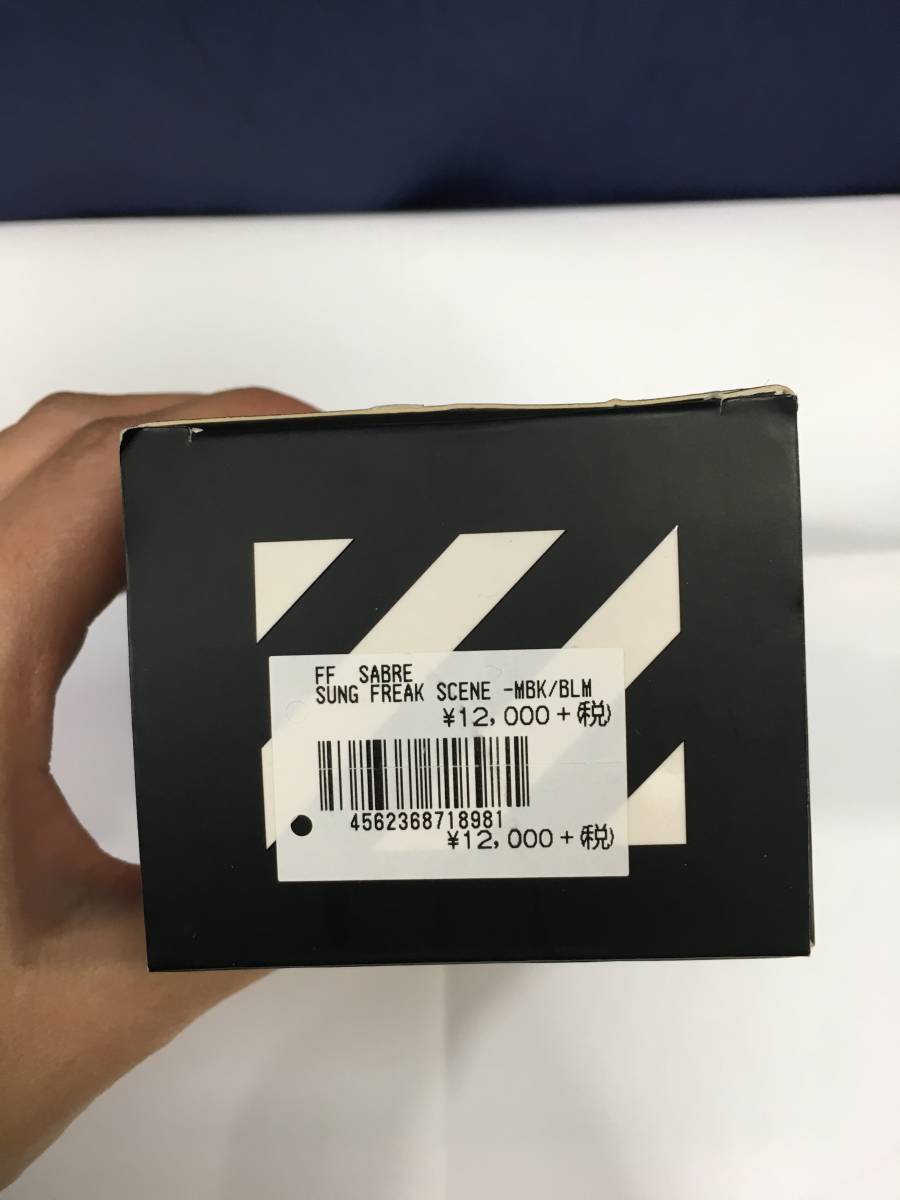 FF SABRE
SUNG FREAK SCENE -MBK/BLM
¥12,000+(税)
4562368718981
¥12,000+(税)